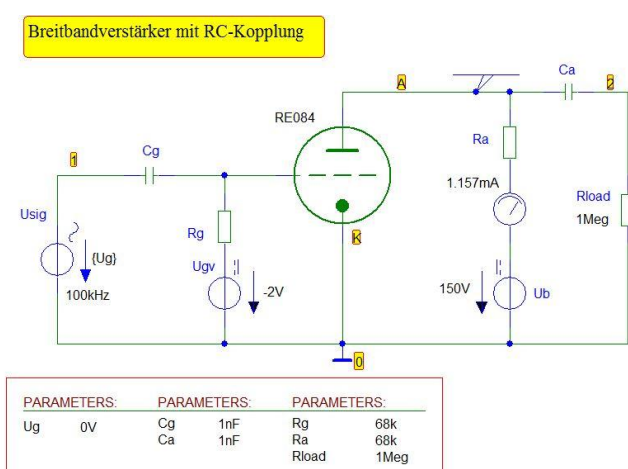 Breitbandverstärker mit RC-Kopplung
A
Ca
2
RE084
Ra
1
Cg
1.157mA
Rload
1Meg
Usig
Rg
K
{Ug}
Ugv
100kHz
-2V
150V
Ub
0
PARAMETERS: PARAMETERS: PARAMETERS:
Ug 0V Cg 1nF Rg 68k
Ca 1nF Ra 68k
Rload 1Meg